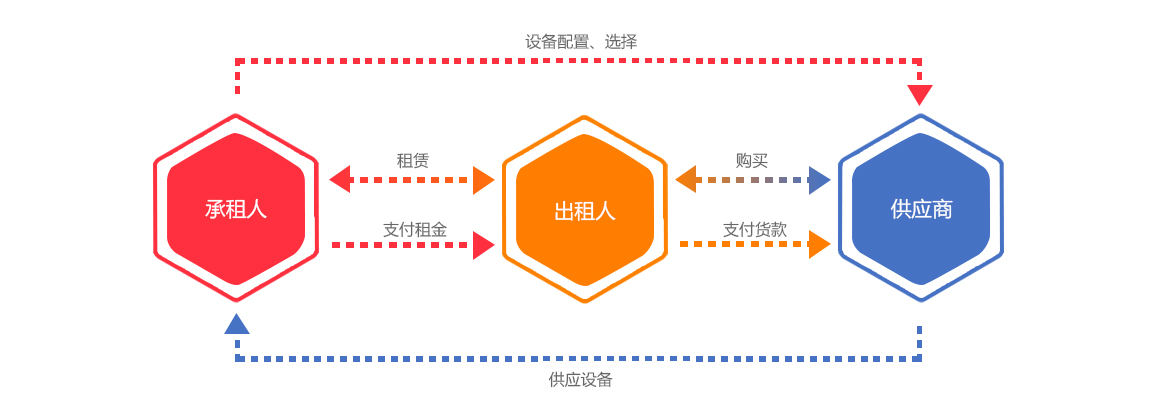 设备配置、选择
租赁
购买
承租人
出租人
供应商
支付租金
支付货款
供应设备